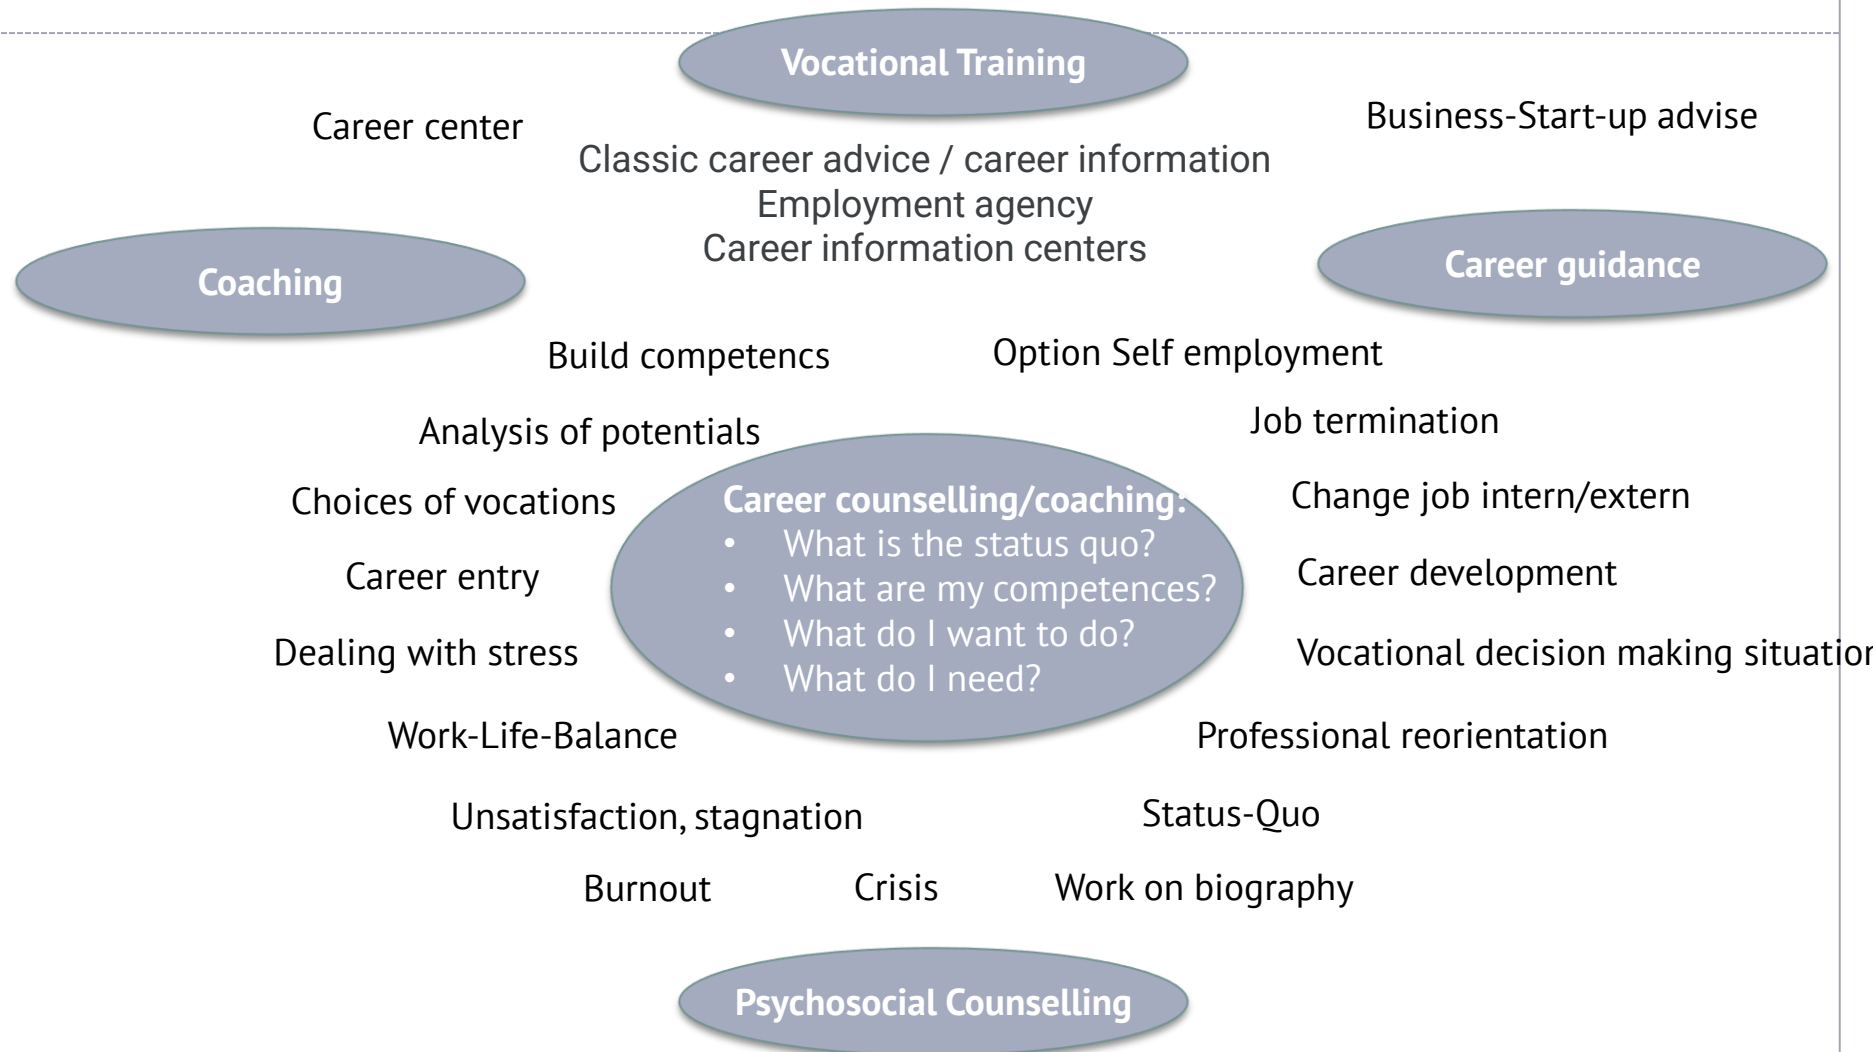 Vocational Training
Career center
Business-Start-up advise
Classic career advice / career information
Employment agency
Career information centers
Coaching
Career guidance
Build competencs
Option Self employment
Analysis of potentials
Job termination
Choices of vocations
Career counselling/coaching:
• What is the status quo?
• What are my competences?
• What do I want to do?
• What do I need?
Change job intern/extern
Career entry
Career development
Dealing with stress
Vocational decision making situation
Work-Life-Balance
Professional reorientation
Unsatisfaction, stagnation
Status-Quo
Burnout
Crisis
Work on biography
Psychosocial Counselling